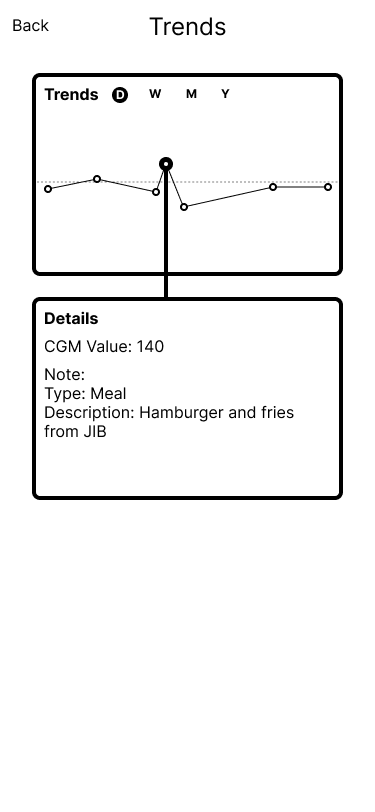 Back Trends
Trends D W M Y
Details
CGM Value: 140
Note:
Type: Meal
Description: Hamburger and fries
from JIB